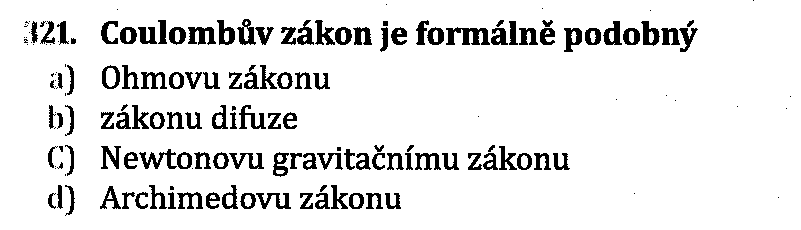 321. Coulombův zákon je formálně podobný
a) Ohmovu zákonu
b) zákonu difuze
C) Newtonovu gravitačnímu zákonu
d) Archimedovu zákonu